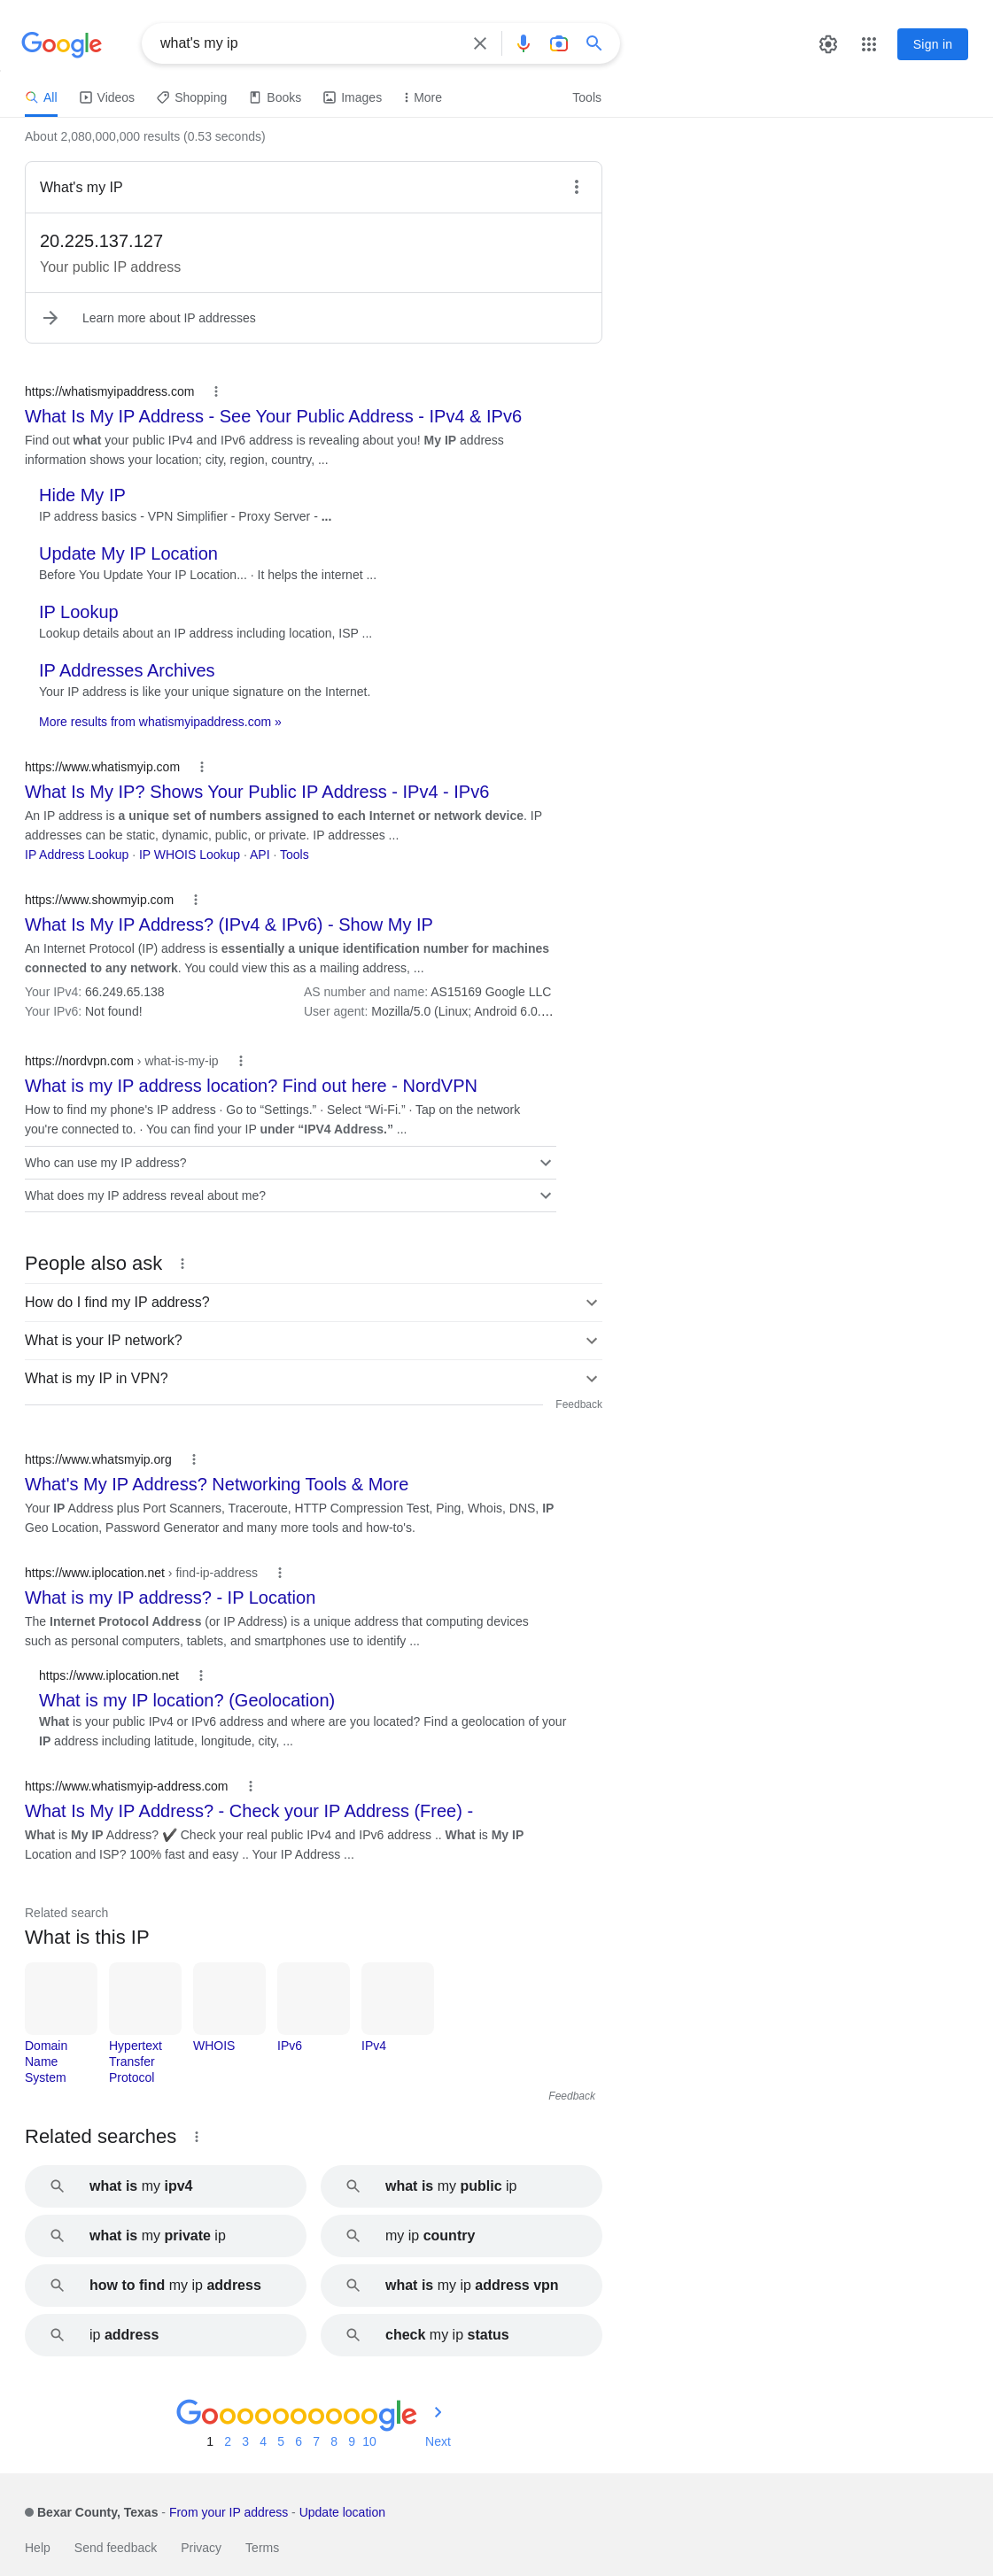 Google
what's my ip
Sign in
All
Videos
Shopping
Books
Images
More
Tools
About 2,080,000,000 results (0.53 seconds)
What's my IP
20.225.137.127
Your public IP address
Learn more about IP addresses
https://whatismyipaddress.com
What Is My IP Address - See Your Public Address - IPv4 & IPv6
Find out what your public IPv4 and IPv6 address is revealing about you! My IP address
information shows your location; city, region, country, ...
Hide My IP
IP address basics - VPN Simplifier - Proxy Server - ...
Update My IP Location
Before You Update Your IP Location... · It helps the internet ...
IP Lookup
Lookup details about an IP address including location, ISP ...
IP Addresses Archives
Your IP address is like your unique signature on the Internet.
More results from whatismyipaddress.com »
https://www.whatismyip.com
What Is My IP? Shows Your Public IP Address - IPv4 - IPv6
An IP address is a unique set of numbers assigned to each Internet or network device. IP
addresses can be static, dynamic, public, or private. IP addresses ...
IP Address Lookup · IP WHOIS Lookup · API · Tools
https://www.showmyip.com
What Is My IP Address? (IPv4 & IPv6) - Show My IP
An Internet Protocol (IP) address is essentially a unique identification number for machines
connected to any network. You could view this as a mailing address, ...
Your IPv4: 66.249.65.138
AS number and name: AS15169 Google LLC
Your IPv6: Not found!
User agent: Mozilla/5.0 (Linux; Android 6.0....
https://nordvpn.com › what-is-my-ip
What is my IP address location? Find out here - NordVPN
How to find my phone's IP address · Go to “Settings.” · Select “Wi-Fi.” · Tap on the network
you're connected to. · You can find your IP under “IPV4 Address.” ...
Who can use my IP address?
What does my IP address reveal about me?
People also ask
How do I find my IP address?
What is your IP network?
What is my IP in VPN?
Feedback
https://www.whatsmyip.org
What's My IP Address? Networking Tools & More
Your IP Address plus Port Scanners, Traceroute, HTTP Compression Test, Ping, Whois, DNS, IP
Geo Location, Password Generator and many more tools and how-to's.
https://www.iplocation.net › find-ip-address
What is my IP address? - IP Location
The Internet Protocol Address (or IP Address) is a unique address that computing devices
such as personal computers, tablets, and smartphones use to identify ...
https://www.iplocation.net
What is my IP location? (Geolocation)
What is your public IPv4 or IPv6 address and where are you located? Find a geolocation of your
IP address including latitude, longitude, city, ...
https://www.whatismyip-address.com
What Is My IP Address? - Check your IP Address (Free) -
What is My IP Address? ✔️ Check your real public IPv4 and IPv6 address .. What is My IP
Location and ISP? 100% fast and easy .. Your IP Address ...
Related search
What is this IP
Domain
Name
System
Hypertext
Transfer
Protocol
WHOIS
IPv6
IPv4
Feedback
Related searches
what is my ipv4
what is my public ip
what is my private ip
my ip country
how to find my ip address
what is my ip address vpn
ip address
check my ip status
Goooooooooogle
1 2 3 4 5 6 7 8 9 10
Next
Bexar County, Texas - From your IP address - Update location
Help
Send feedback
Privacy
Terms